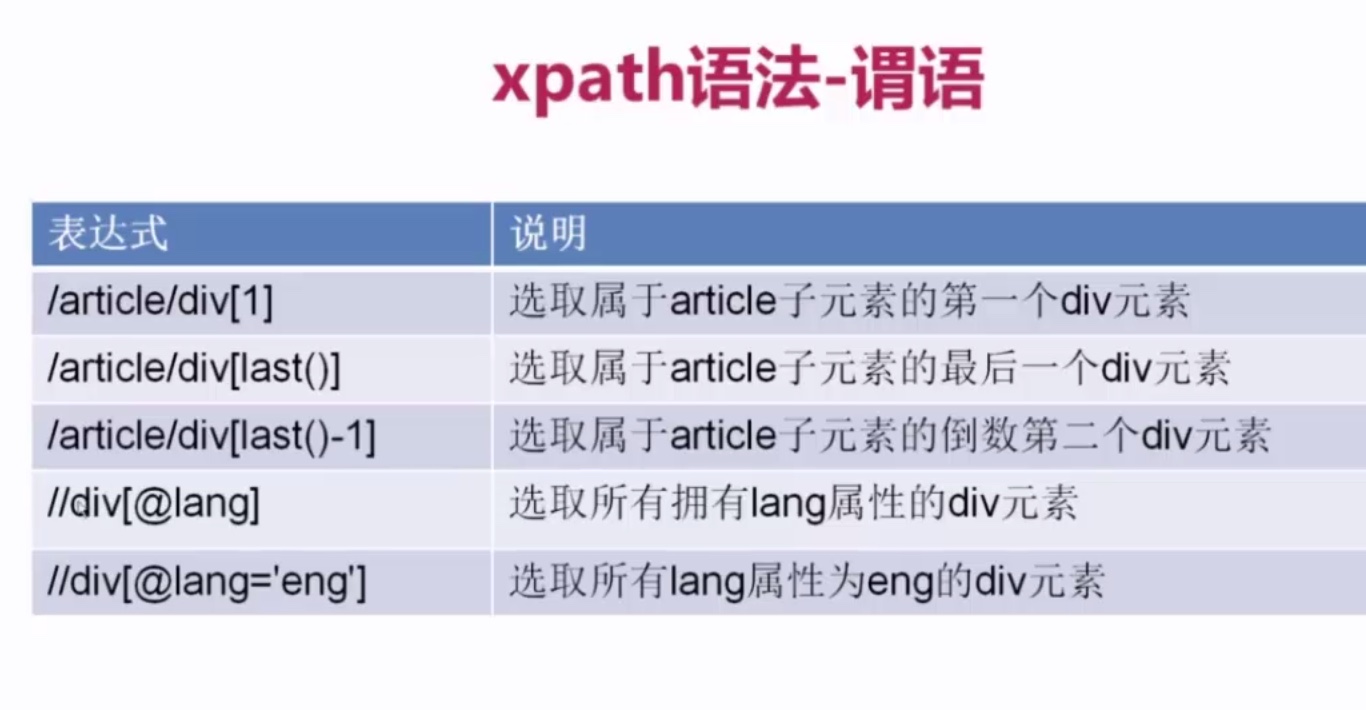 xpath语法-谓语
表达式 说明
/article/div[1] 选取属于article子元素的第一个div元素
/article/div[last()] 选取属于article子元素的最后一个div元素
/article/div[last()-1] 选取属于article子元素的倒数第二个div元素
//div[@lang] 选取所有拥有lang属性的div元素
//div[@lang='eng'] 选取所有lang属性为eng的div元素